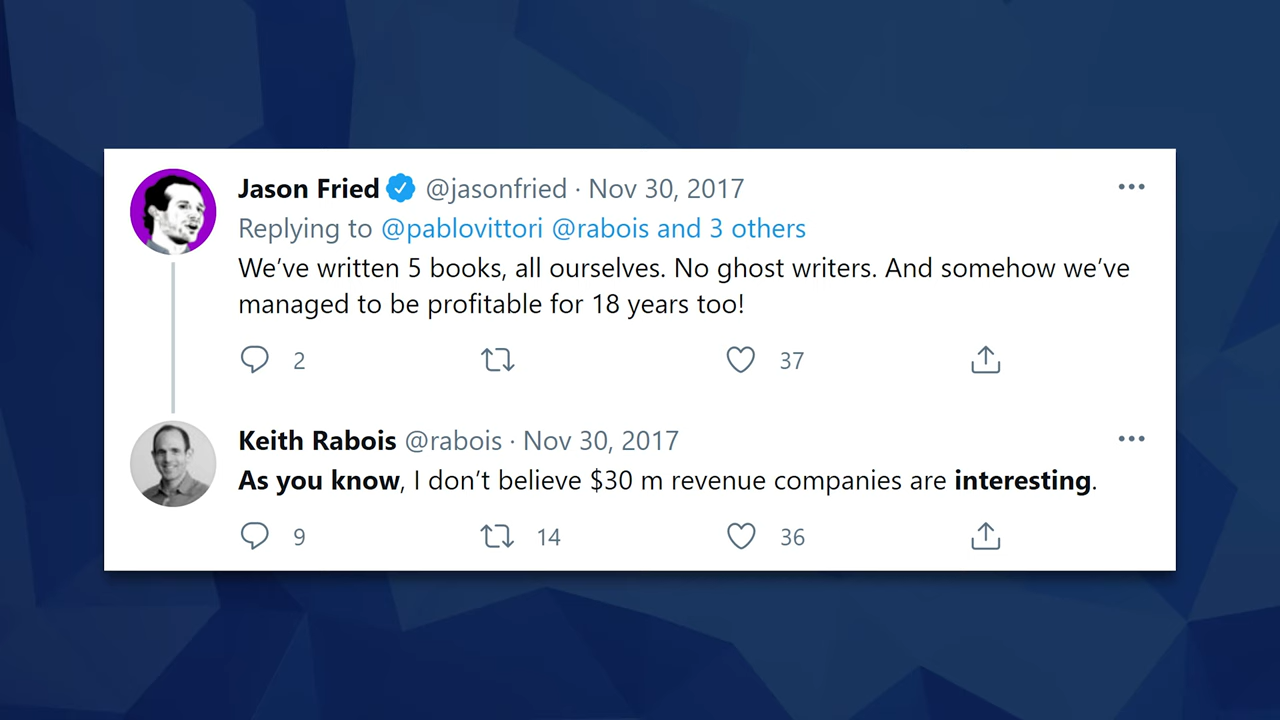 Jason Fried @jasonfried · Nov 30, 2017
Replying to @pablovittori @rabois and 3 others
We’ve written 5 books, all ourselves. No ghost writers. And somehow we’ve
managed to be profitable for 18 years too!
2 37
Keith Rabois @rabois · Nov 30, 2017
As you know, I don’t believe $30 m revenue companies are interesting.
9 14 36